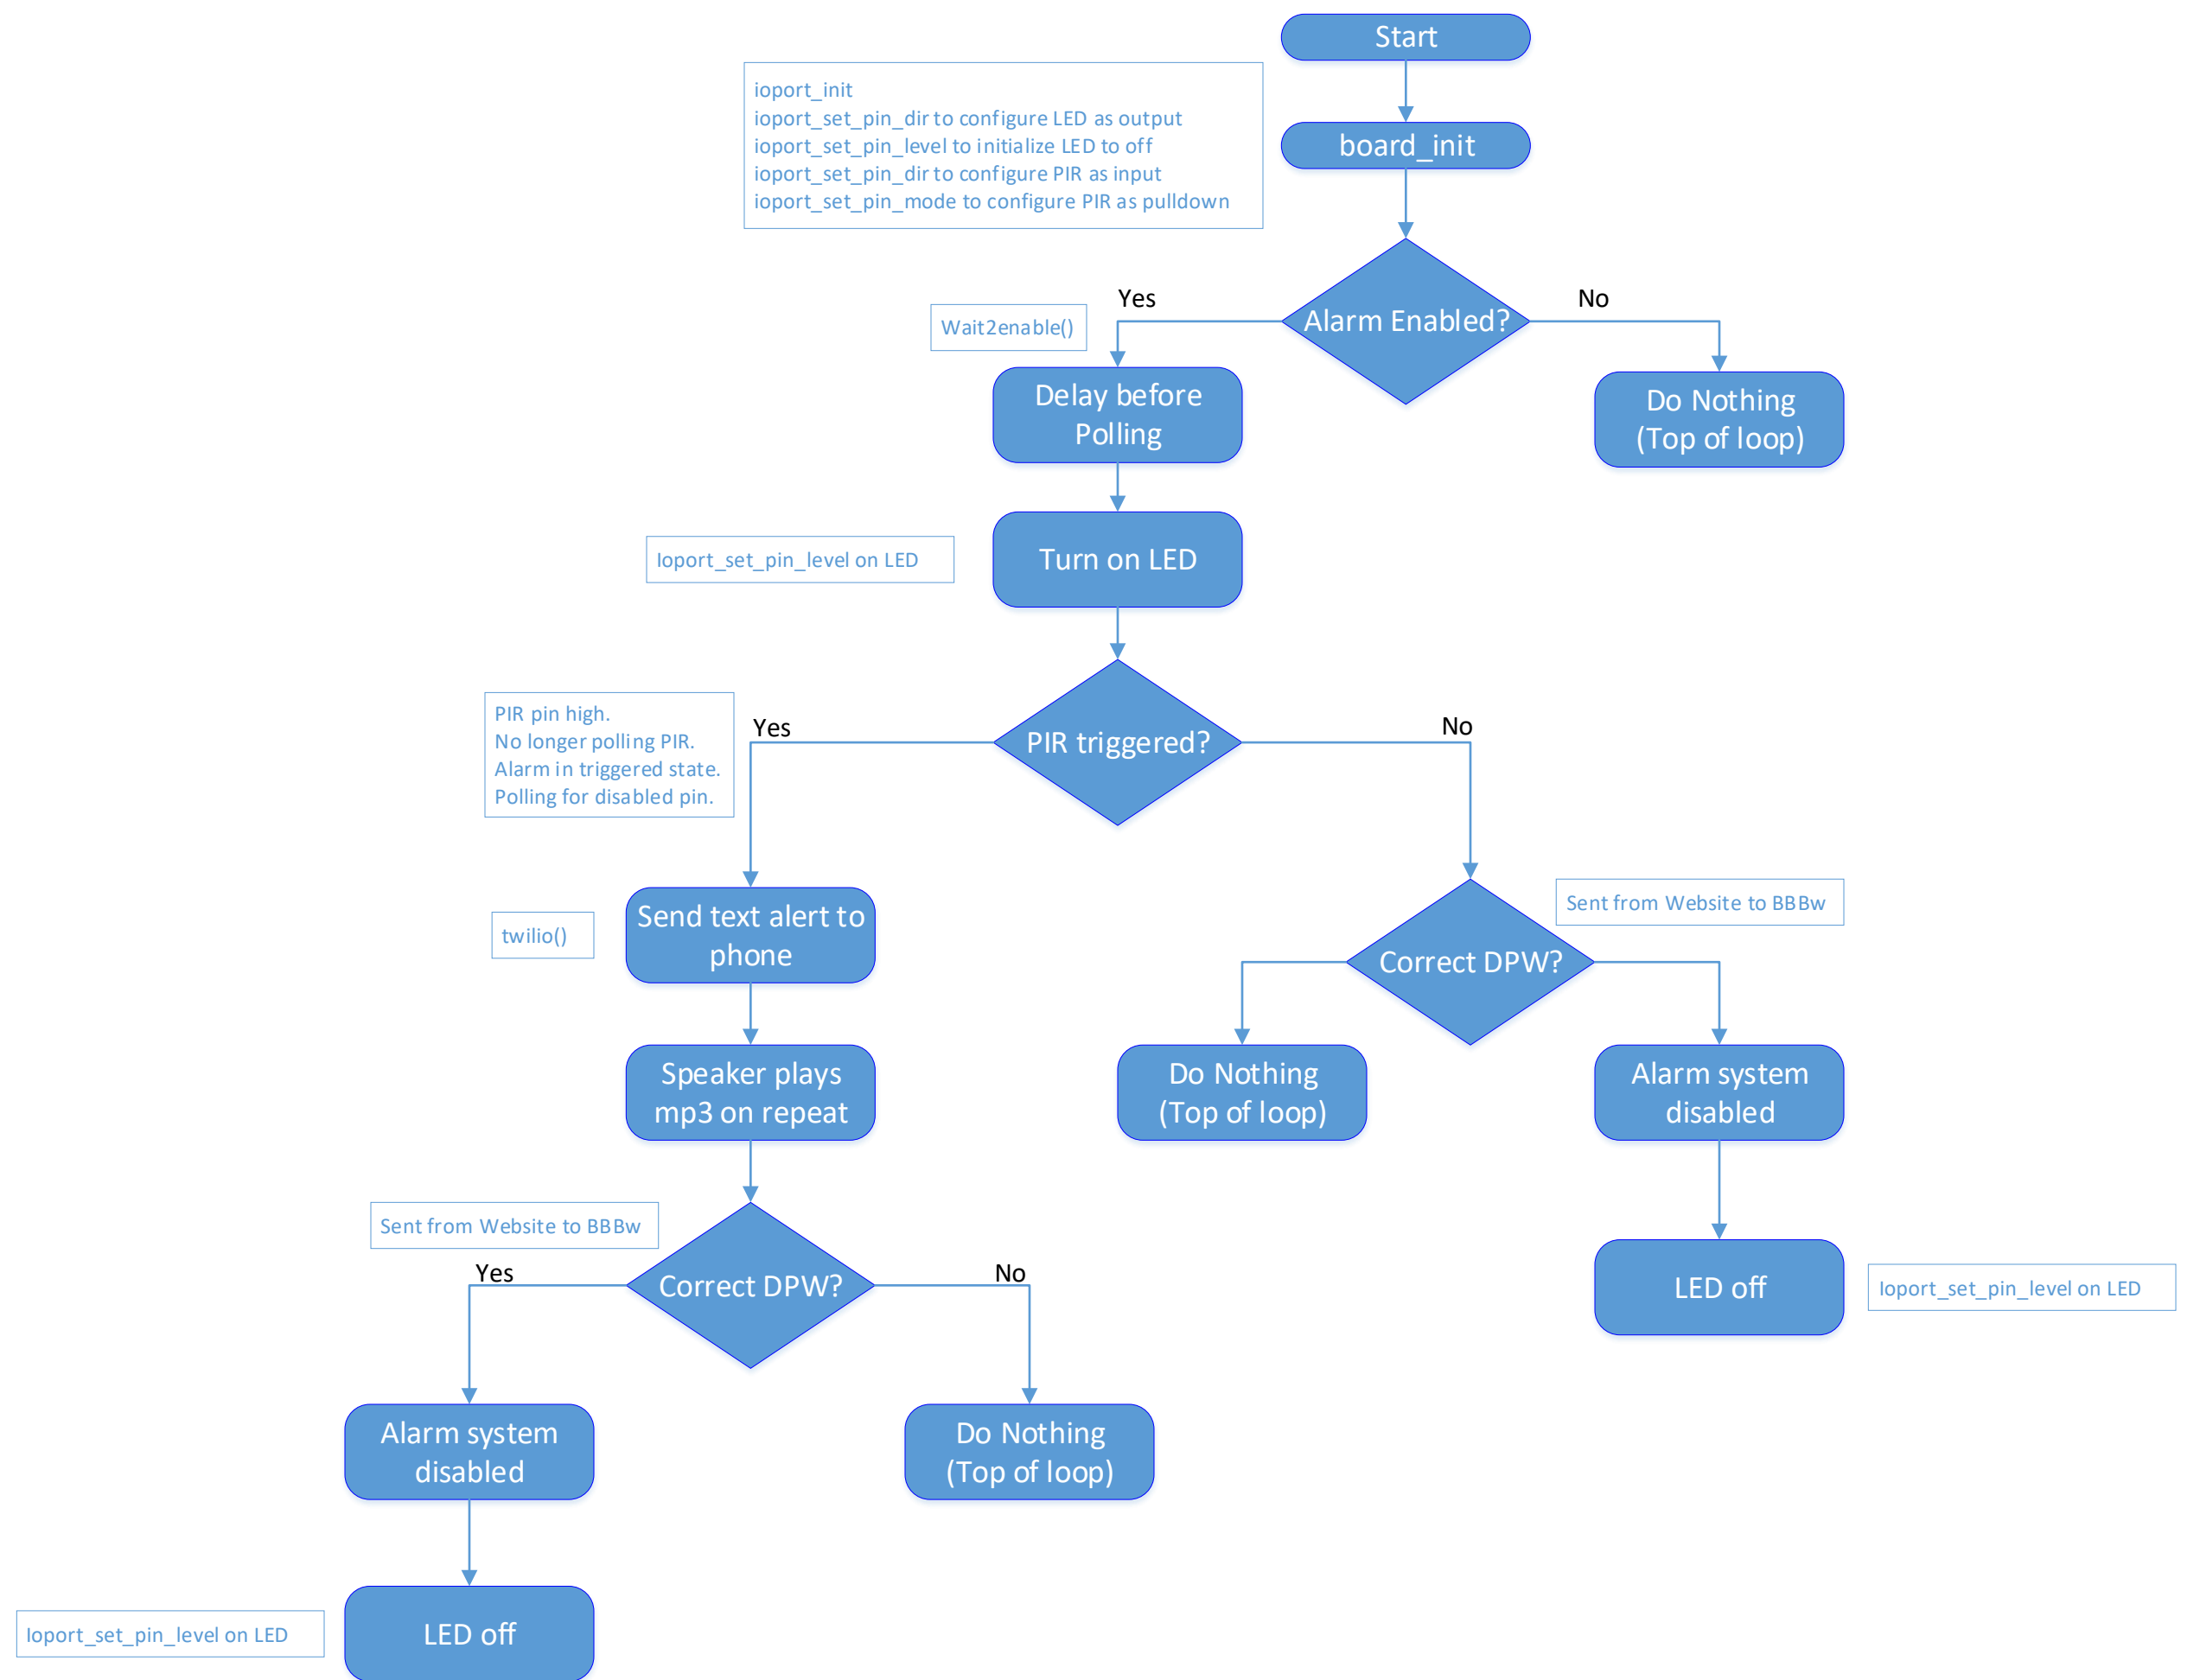 Start
ioport_init
ioport_set_pin_dir to configure LED as output
ioport_set_pin_level to initialize LED to off
ioport_set_pin_dir to configure PIR as input
ioport_set_pin_mode to configure PIR as pulldown
board_init
Alarm Enabled?
Yes
No
Wait2enable()
Delay before
Polling
Do Nothing
(Top of loop)
Ioport_set_pin_level on LED
Turn on LED
PIR pin high.
No longer polling PIR.
Alarm in triggered state.
Polling for disabled pin.
Yes
PIR triggered?
No
twilio()
Send text alert to
phone
Sent from Website to BBBw
Correct DPW?
Speaker plays
mp3 on repeat
Do Nothing
(Top of loop)
Alarm system
disabled
Sent from Website to BBBw
Yes
Correct DPW?
No
LED off
Ioport_set_pin_level on LED
Alarm system
disabled
Do Nothing
(Top of loop)
Ioport_set_pin_level on LED
LED off